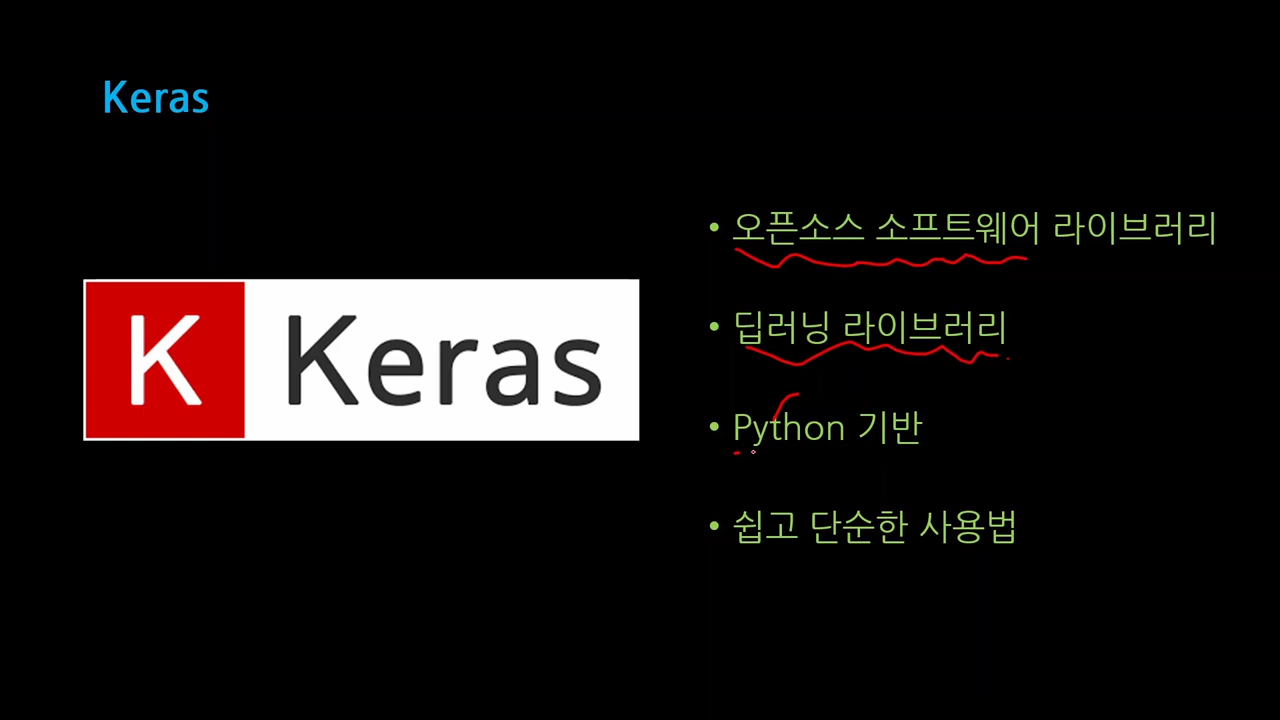 Keras
K Keras
• 오픈소스 소프트웨어 라이브러리
• 딥러닝 라이브러리
• Python 기반
• 쉽고 단순한 사용법